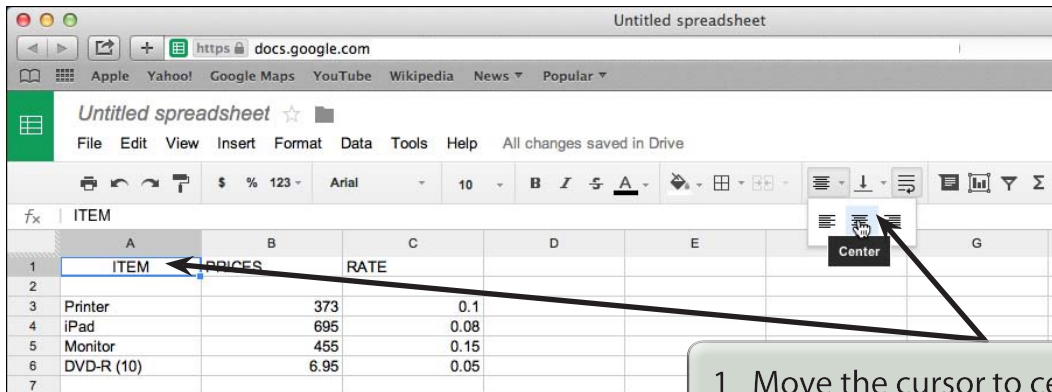 Untitled spreadsheet
https docs.google.com
Apple Yahoo! Google Maps YouTube Wikipedia News Popular
Untitled spreadsheet
File Edit View Insert Format Data Tools Help All changes saved in Drive
$ % 123 Arial 10 B I S A Σ
fx ITEM
Center
A B C D E G
1 ITEM PRICES RATE
2
3 Printer 373 0.1
4 iPad 695 0.08
5 Monitor 455 0.15
6 DVD-R (10) 6.95 0.05
7
1 Move the cursor to